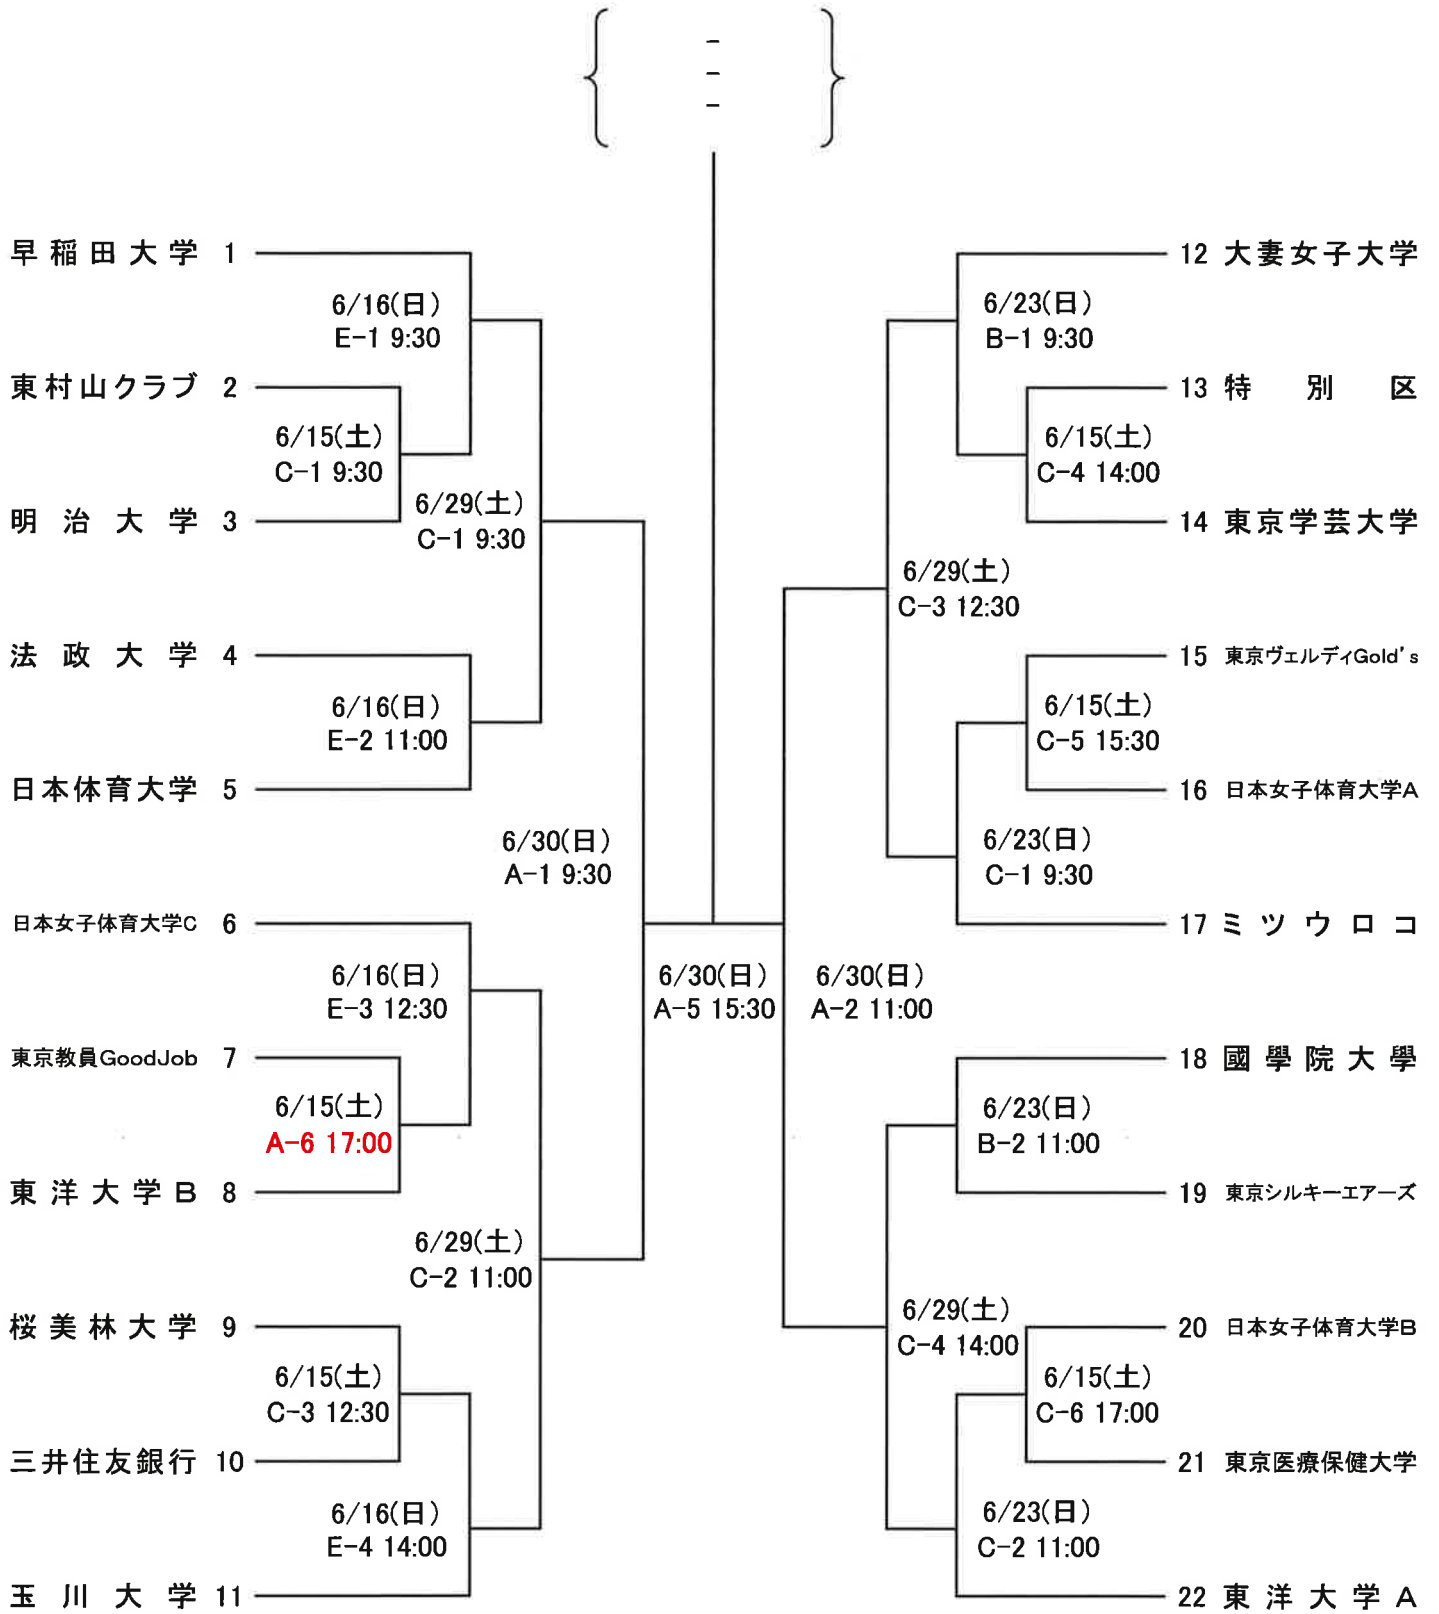 -
-
-
早稲田大学 1
6/16(日)
E-1 9:30
東村山クラブ 2
6/15(土)
C-1 9:30
明治大学 3
6/29(土)
C-1 9:30
法政大学 4
6/16(日)
E-2 11:00
日本体育大学 5
6/30(日)
A-1 9:30
日本女子体育大学C 6
6/16(日)
E-3 12:30
東京教員GoodJob 7
6/15(土)
A-6 17:00
東洋大学B 8
6/29(土)
C-2 11:00
桜美林大学 9
6/15(土)
C-3 12:30
三井住友銀行 10
6/16(日)
E-4 14:00
玉川大学 11
6/30(日)
A-5 15:30
12 大妻女子大学
6/23(日)
B-1 9:30
13 特別区
6/15(土)
C-4 14:00
14 東京学芸大学
6/29(土)
C-3 12:30
15 東京ヴェルディGold's
6/15(土)
C-5 15:30
16 日本女子体育大学A
6/23(日)
C-1 9:30
17 ミツウロコ
6/30(日)
A-2 11:00
18 國學院大學
6/23(日)
B-2 11:00
19 東京シルキーエアーズ
6/29(土)
C-4 14:00
20 日本女子体育大学B
6/15(土)
C-6 17:00
21 東京医療保健大学
6/23(日)
C-2 11:00
22 東洋大学A